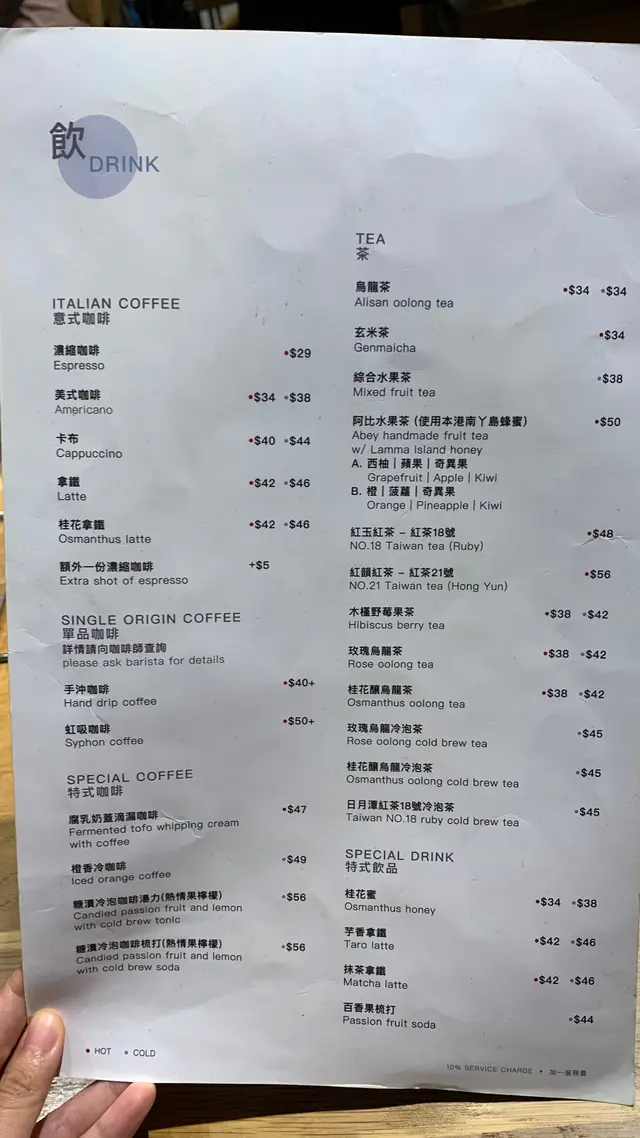 飲
DRINK
ITALIAN COFFEE
意式咖啡
濃縮咖啡
Espresso •$29
美式咖啡
Americano •$34 •$38
卡布
Cappuccino •$40 •$44
拿鐵
Latte •$42 •$46
桂花拿鐵
Osmanthus latte •$42 •$46
額外一份濃縮咖啡
Extra shot of espresso +$5
SINGLE ORIGIN COFFEE
單品咖啡
詳情請向咖啡師查詢
please ask barista for details
手沖咖啡 •$40+
Hand drip coffee
虹吸咖啡 •$50+
Syphon coffee
SPECIAL COFFEE
特式咖啡
腐乳奶蓋滴漏咖啡 •$47
Fermented tofo whipping cream
with coffee
橙香冷咖啡 •$49
Iced orange coffee
糖漬冷泡咖啡湯力(熱情果檸檬) •$56
Candied passion fruit and lemon
with cold brew tonic
糖漬冷泡咖啡梳打(熱情果檸檬) •$56
Candied passion fruit and lemon
with cold brew soda
• HOT • COLD
TEA
茶
烏龍茶 •$34 •$34
Alisan oolong tea
玄米茶 •$34
Genmaicha
綜合水果茶 •$38
Mixed fruit tea
阿比水果茶 (使用本港南丫島蜂蜜) •$50
Abey handmade fruit tea
w/ Lamma Island honey
A. 西柚 | 蘋果 | 奇異果
Grapefruit | Apple | Kiwi
B. 橙 | 菠蘿 | 奇異果
Orange | Pineapple | Kiwi
紅玉紅茶 - 紅茶18號 •$48
NO.18 Taiwan tea (Ruby)
紅韻紅茶 - 紅茶21號 •$56
NO.21 Taiwan tea (Hong Yun)
木槿野莓果茶 •$38 •$42
Hibiscus berry tea
玫瑰烏龍茶 •$38 •$42
Rose oolong tea
桂花釀烏龍茶 •$38 •$42
Osmanthus oolong tea
玫瑰烏龍冷泡茶 •$45
Rose oolong cold brew tea
桂花釀烏龍冷泡茶 •$45
Osmanthus oolong cold brew tea
日月潭紅茶18號冷泡茶 •$45
Taiwan NO.18 ruby cold brew tea
SPECIAL DRINK
特式飲品
桂花蜜 •$34 •$38
Osmanthus honey
芋香拿鐵 •$42 •$46
Taro latte
抹茶拿鐵 •$42 •$46
Matcha latte
百香果梳打 •$44
Passion fruit soda
10% SERVICE CHARGE • 加一服務費